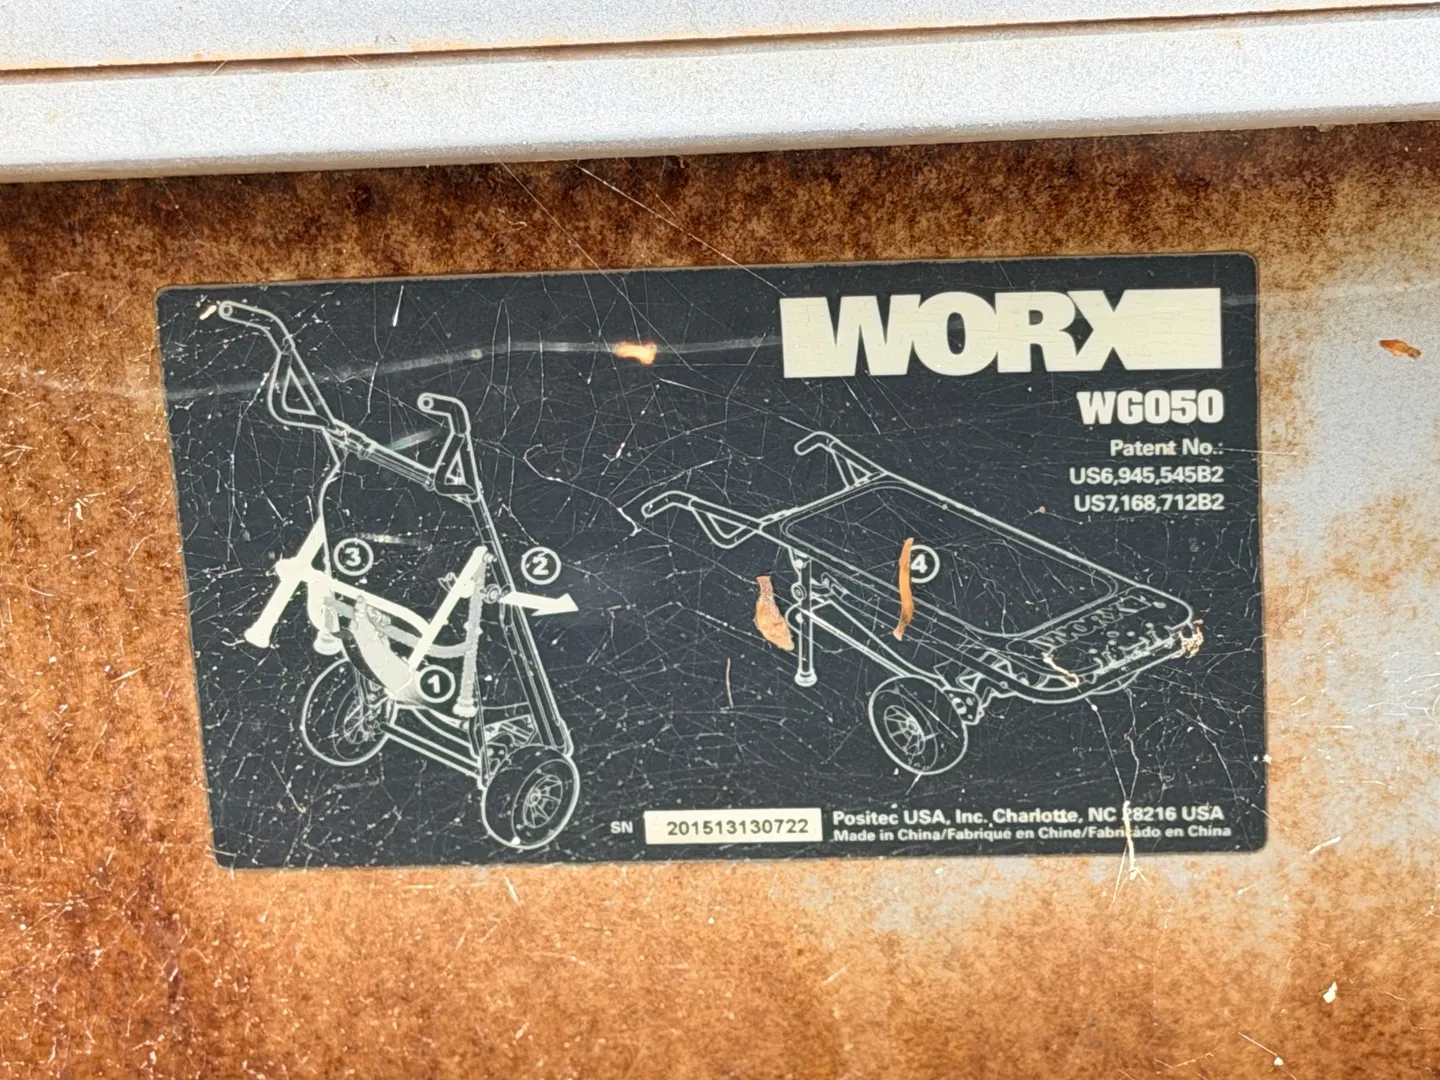 WORX
WG050
Patent No.:
US6,945,545B2
US7,168,712B2
3
2
4
1
WORX
SN 201513130722
Positec USA, Inc. Charlotte, NC 28216 USA
Made in China/Fabriqué en Chine/Fabricado en China